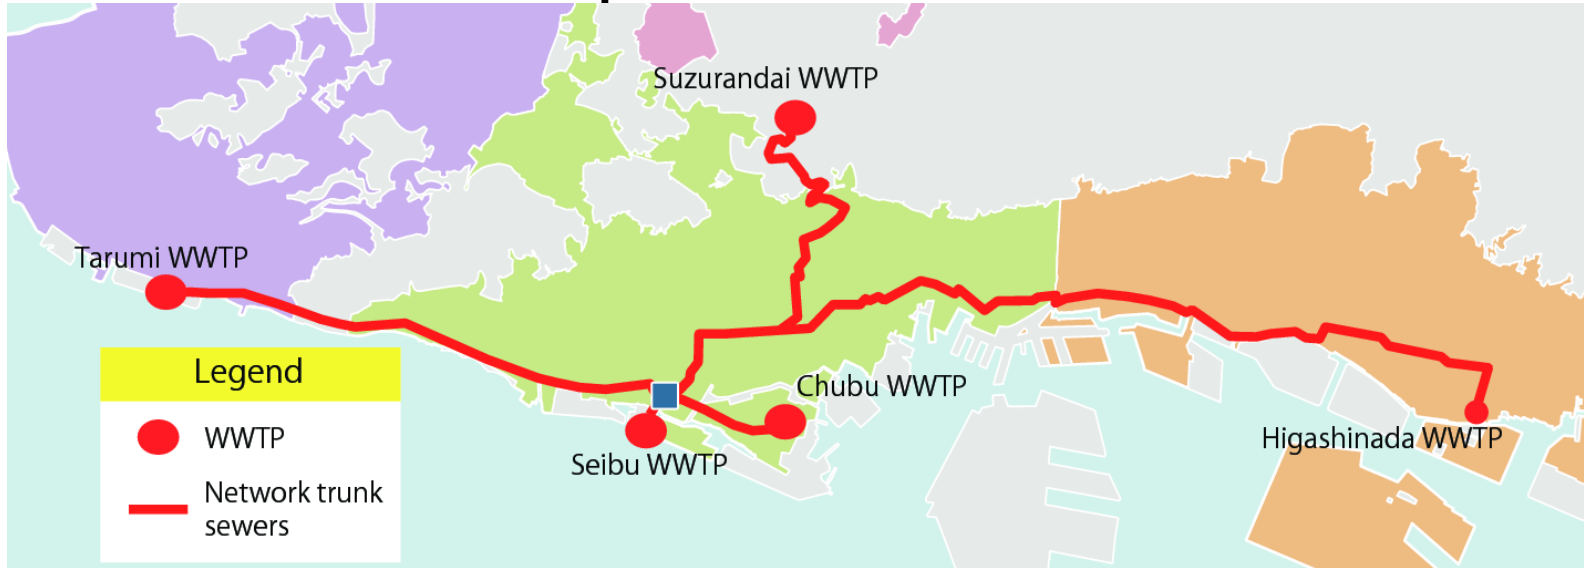 Suzurandai WWTP
Tarumi WWTP
Chubu WWTP
Higashinada WWTP
Seibu WWTP
Legend
WWTP
Network trunk
sewers